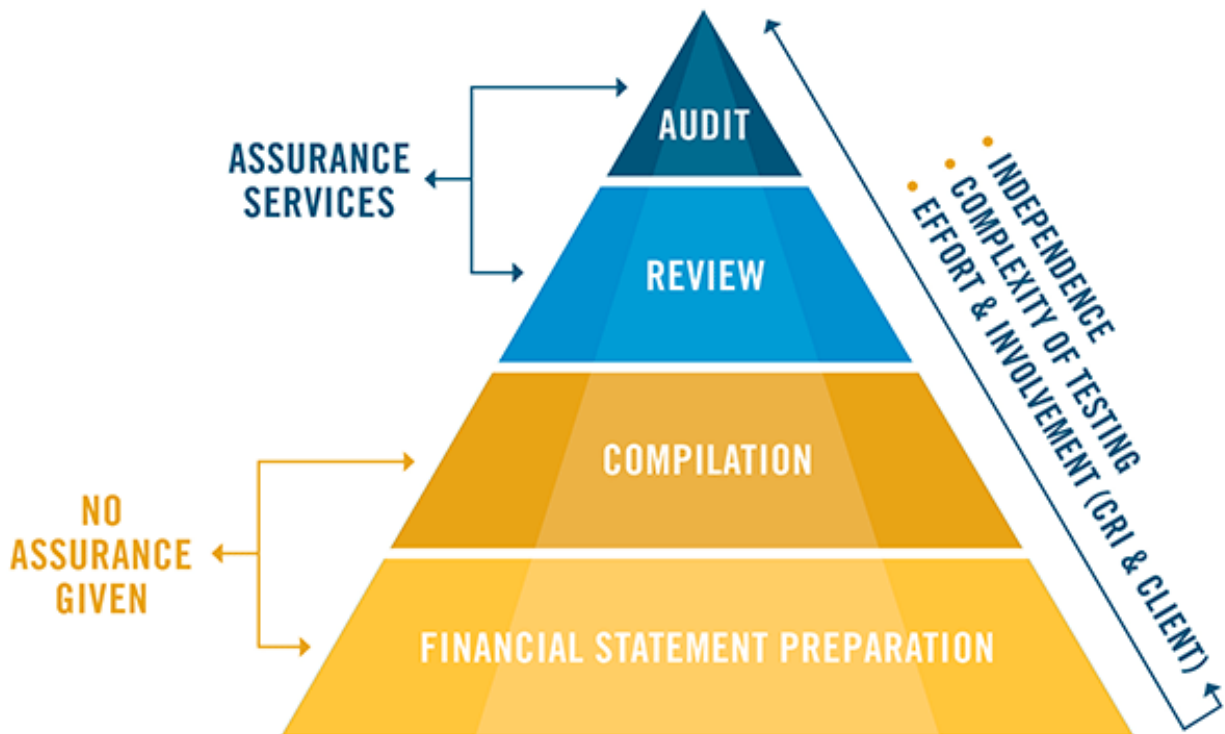 AUDIT
ASSURANCE
SERVICES
REVIEW
COMPILATION
NO
ASSURANCE
GIVEN
FINANCIAL STATEMENT PREPARATION
• INDEPENDENCE
• COMPLEXITY OF TESTING
• EFFORT & INVOLVEMENT (CRI & CLIENT)